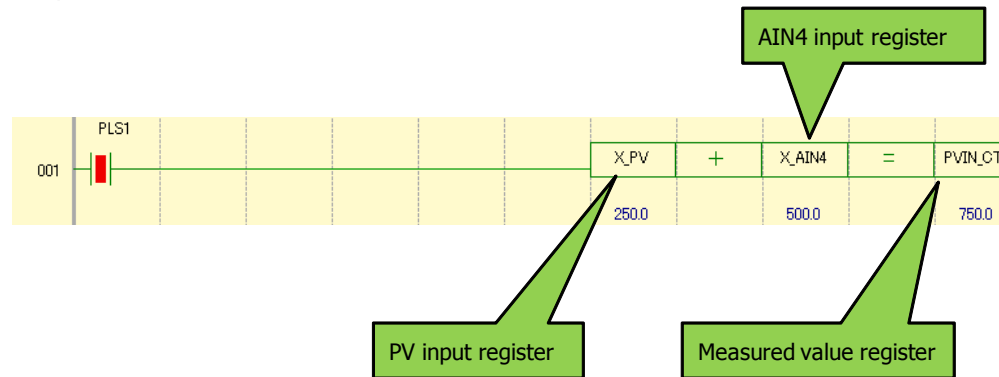 AIN4 input register
PLS1
001
X_PV + X_AIN4 = PVIN_CT
250.0 500.0 750.0
PV input register
Measured value register